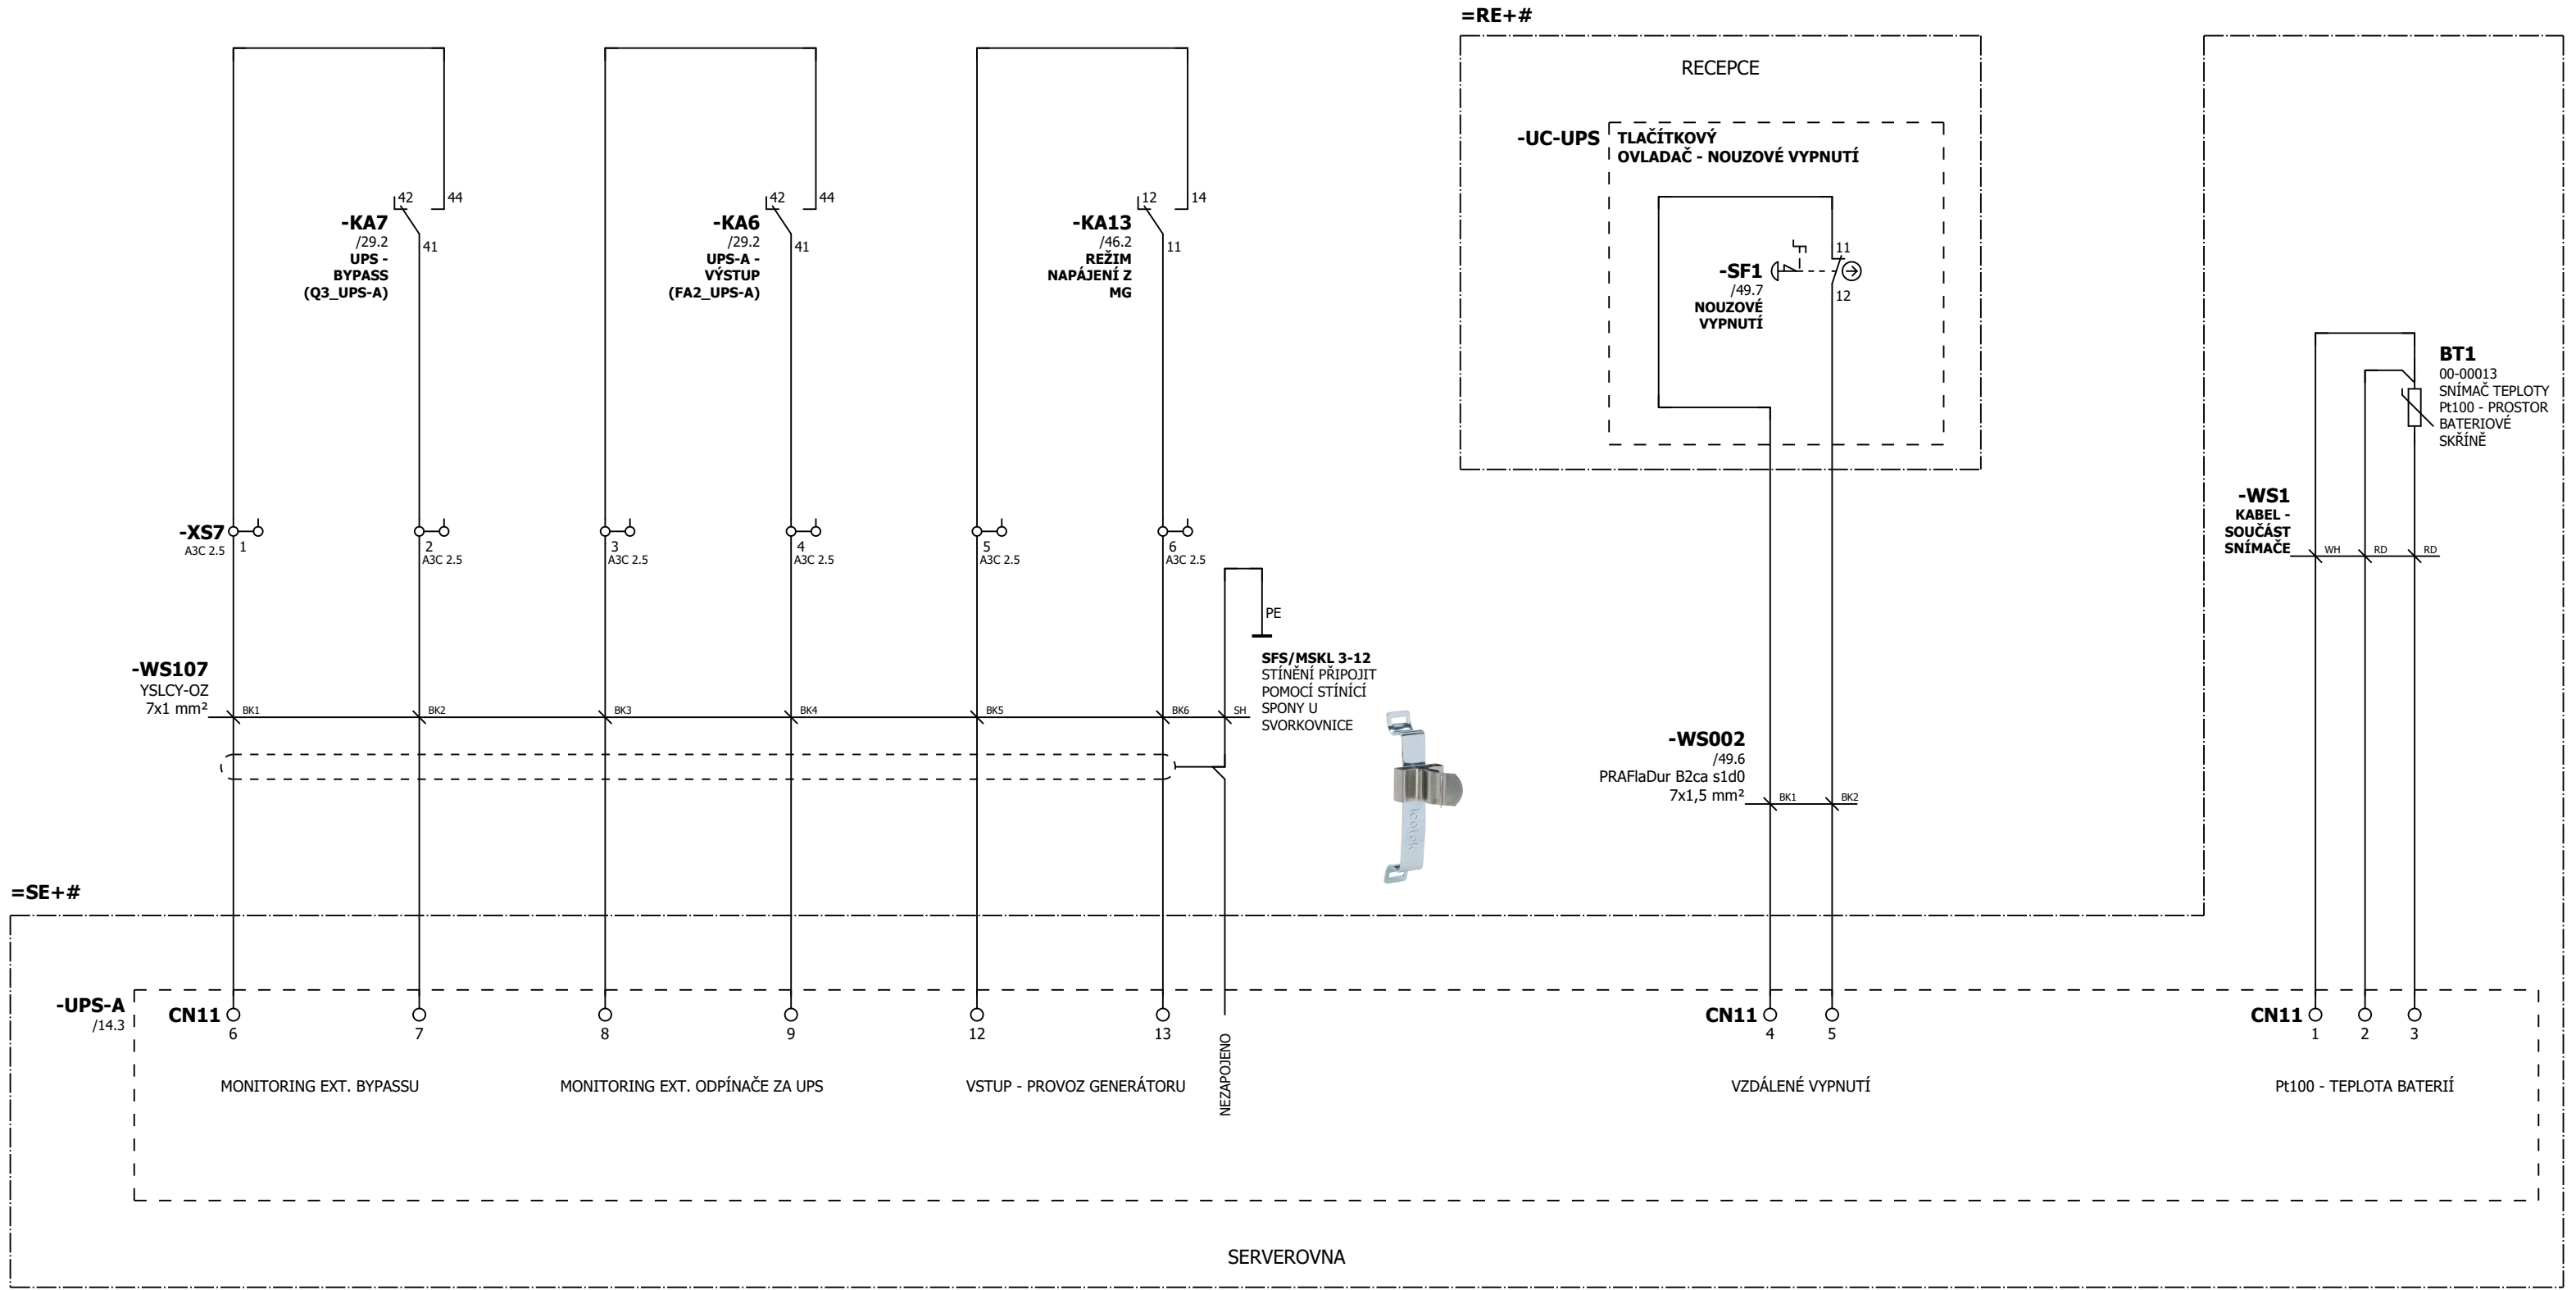 =RE+#
RECEPCE
-UC-UPS
TLAČÍTKOVÝ
OVLADAČ - NOUZOVÉ VYPNUTÍ
42
44
-KA7
/29.2
41
UPS -
BYPASS
(Q3_UPS-A)
42
44
-KA6
/29.2
41
UPS-A -
VÝSTUP
(FA2_UPS-A)
12
14
-KA13
/46.2
11
REŽIM
NAPÁJENÍ Z
MG
11
-SF1
/49.7
12
NOUZOVÉ
VYPNUTÍ
BT1
00-00013
SNÍMAČ TEPLOTY
Pt100 - PROSTOR
BATERIOVÉ
SKŘÍNĚ
-WS1
KABEL -
SOUČÁST
SNÍMAČE
WH
RD
RD
-XS7
A3C 2.5
1
2
A3C 2.5
3
A3C 2.5
4
A3C 2.5
5
A3C 2.5
6
A3C 2.5
PE
SFS/MSKL 3-12
STÍNĚNÍ PŘIPOJIT
POMOCÍ STÍNÍCÍ
SPONY U
SVORKOVNICE
-WS107
YSLCY-OZ
7x1 mm²
BK1
BK2
BK3
BK4
BK5
BK6
SH
icotek
-WS002
/49.6
PRAFlaDur B2ca s1d0
7x1,5 mm²
BK1
BK2
=SE+#
-UPS-A
/14.3
CN11
6
7
8
9
12
13
NEZAPOJENO
CN11
4
5
CN11
1
2
3
MONITORING EXT. BYPASSU
MONITORING EXT. ODPÍNAČE ZA UPS
VSTUP - PROVOZ GENERÁTORU
VZDÁLENÉ VYPNUTÍ
Pt100 - TEPLOTA BATERIÍ
SERVEROVNA